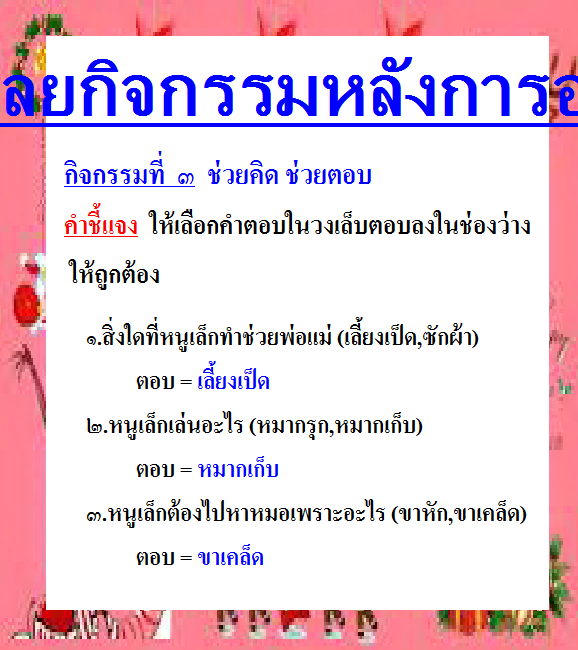 ลยกิจกรรมหลังการอ
กิจกรรมที่ ๓ ช่วยคิด ช่วยตอบ
คำชี้แจง ให้เลือกคำตอบในวงเล็บตอบลงในช่องว่าง
ให้ถูกต้อง
๑.สิ่งใดที่หนูเล็กทำช่วยพ่อแม่ (เลี้ยงเป็ด,ซักผ้า)
ตอบ = เลี้ยงเป็ด
๒.หนูเล็กเล่นอะไร (หมากรุก,หมากเก็บ)
ตอบ = หมากเก็บ
๓.หนูเล็กต้องไปหาหมอเพราะอะไร (ขาหัก,ขาเคล็ด)
ตอบ = ขาเคล็ด